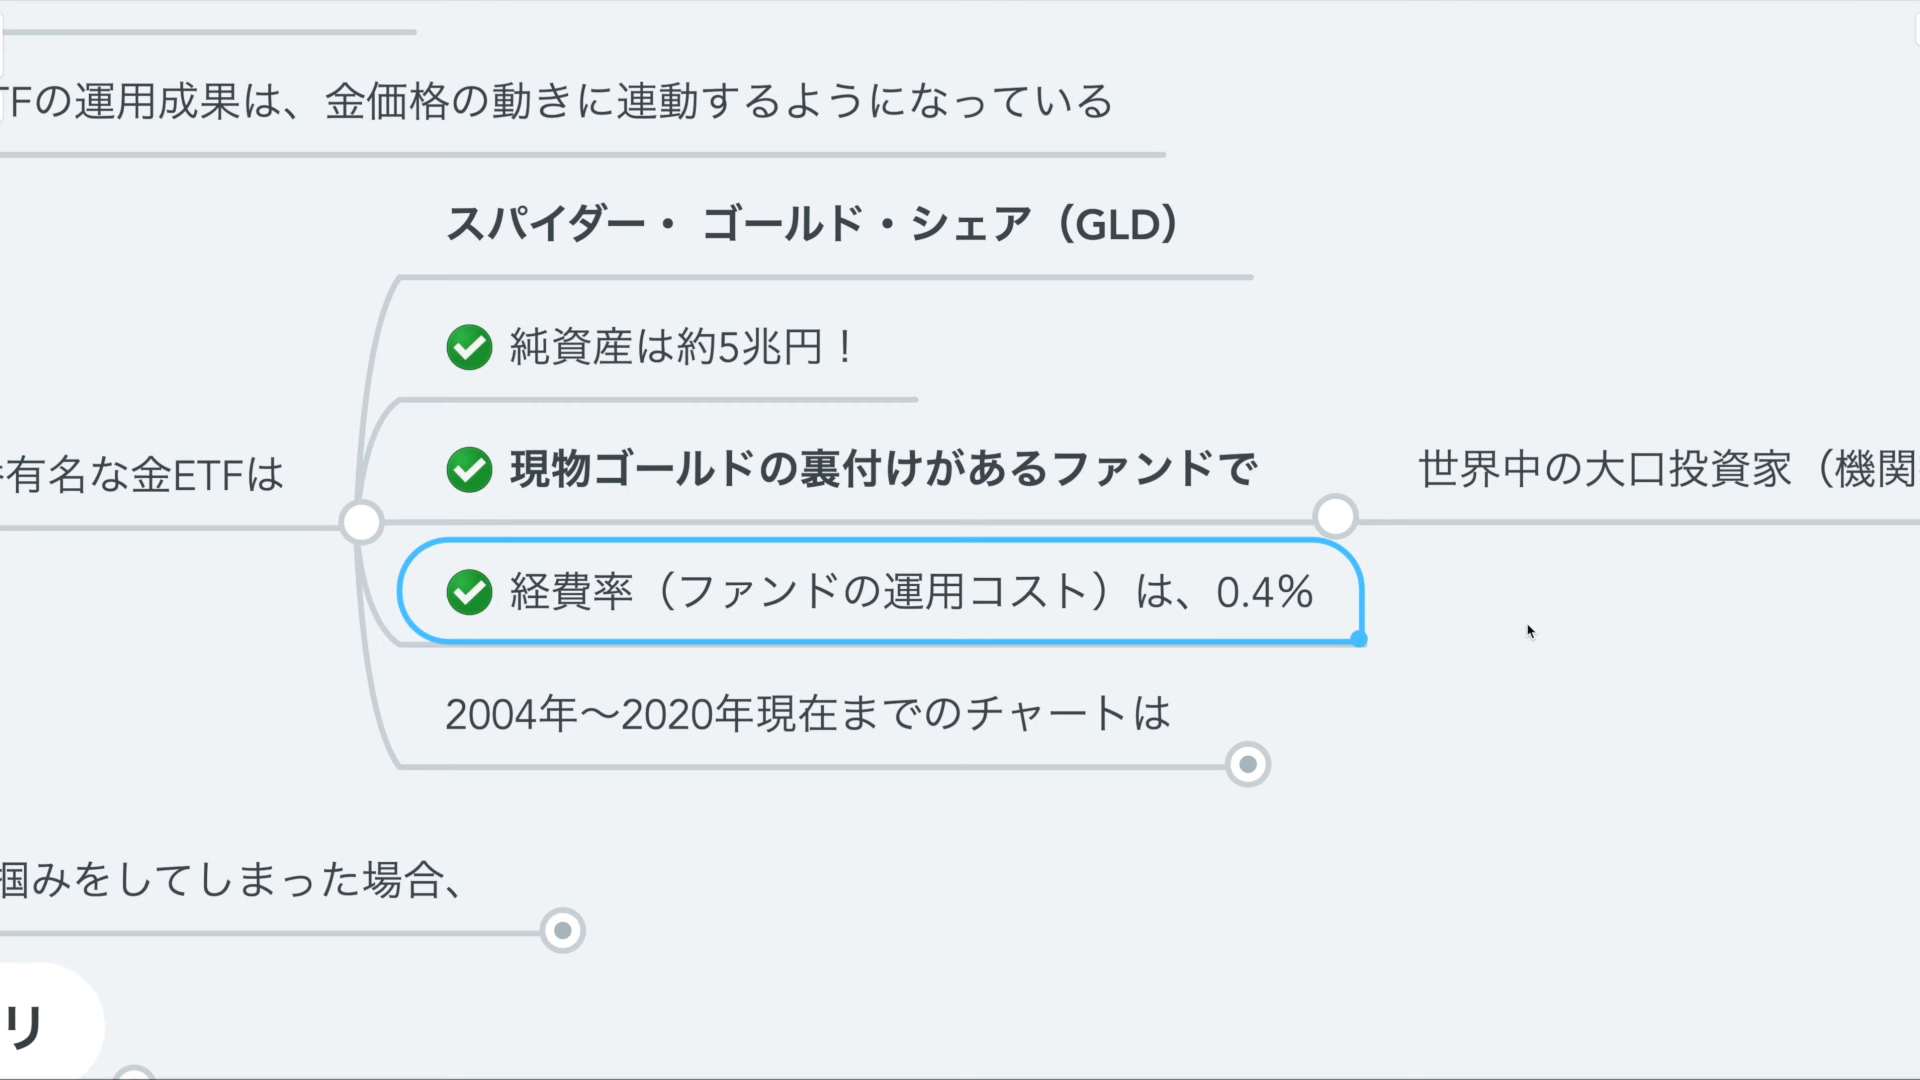 TFの運用成果は、金価格の動きに連動するようになっている
スパイダー・ ゴールド・シェア（GLD）
純資産は約5兆円！
有名な金ETFは
現物ゴールドの裏付けがあるファンドで
世界中の大口投資家（機関
経費率（ファンドの運用コスト）は、0.4%
2004年〜2020年現在までのチャートは
掴みをしてしまった場合、
リ